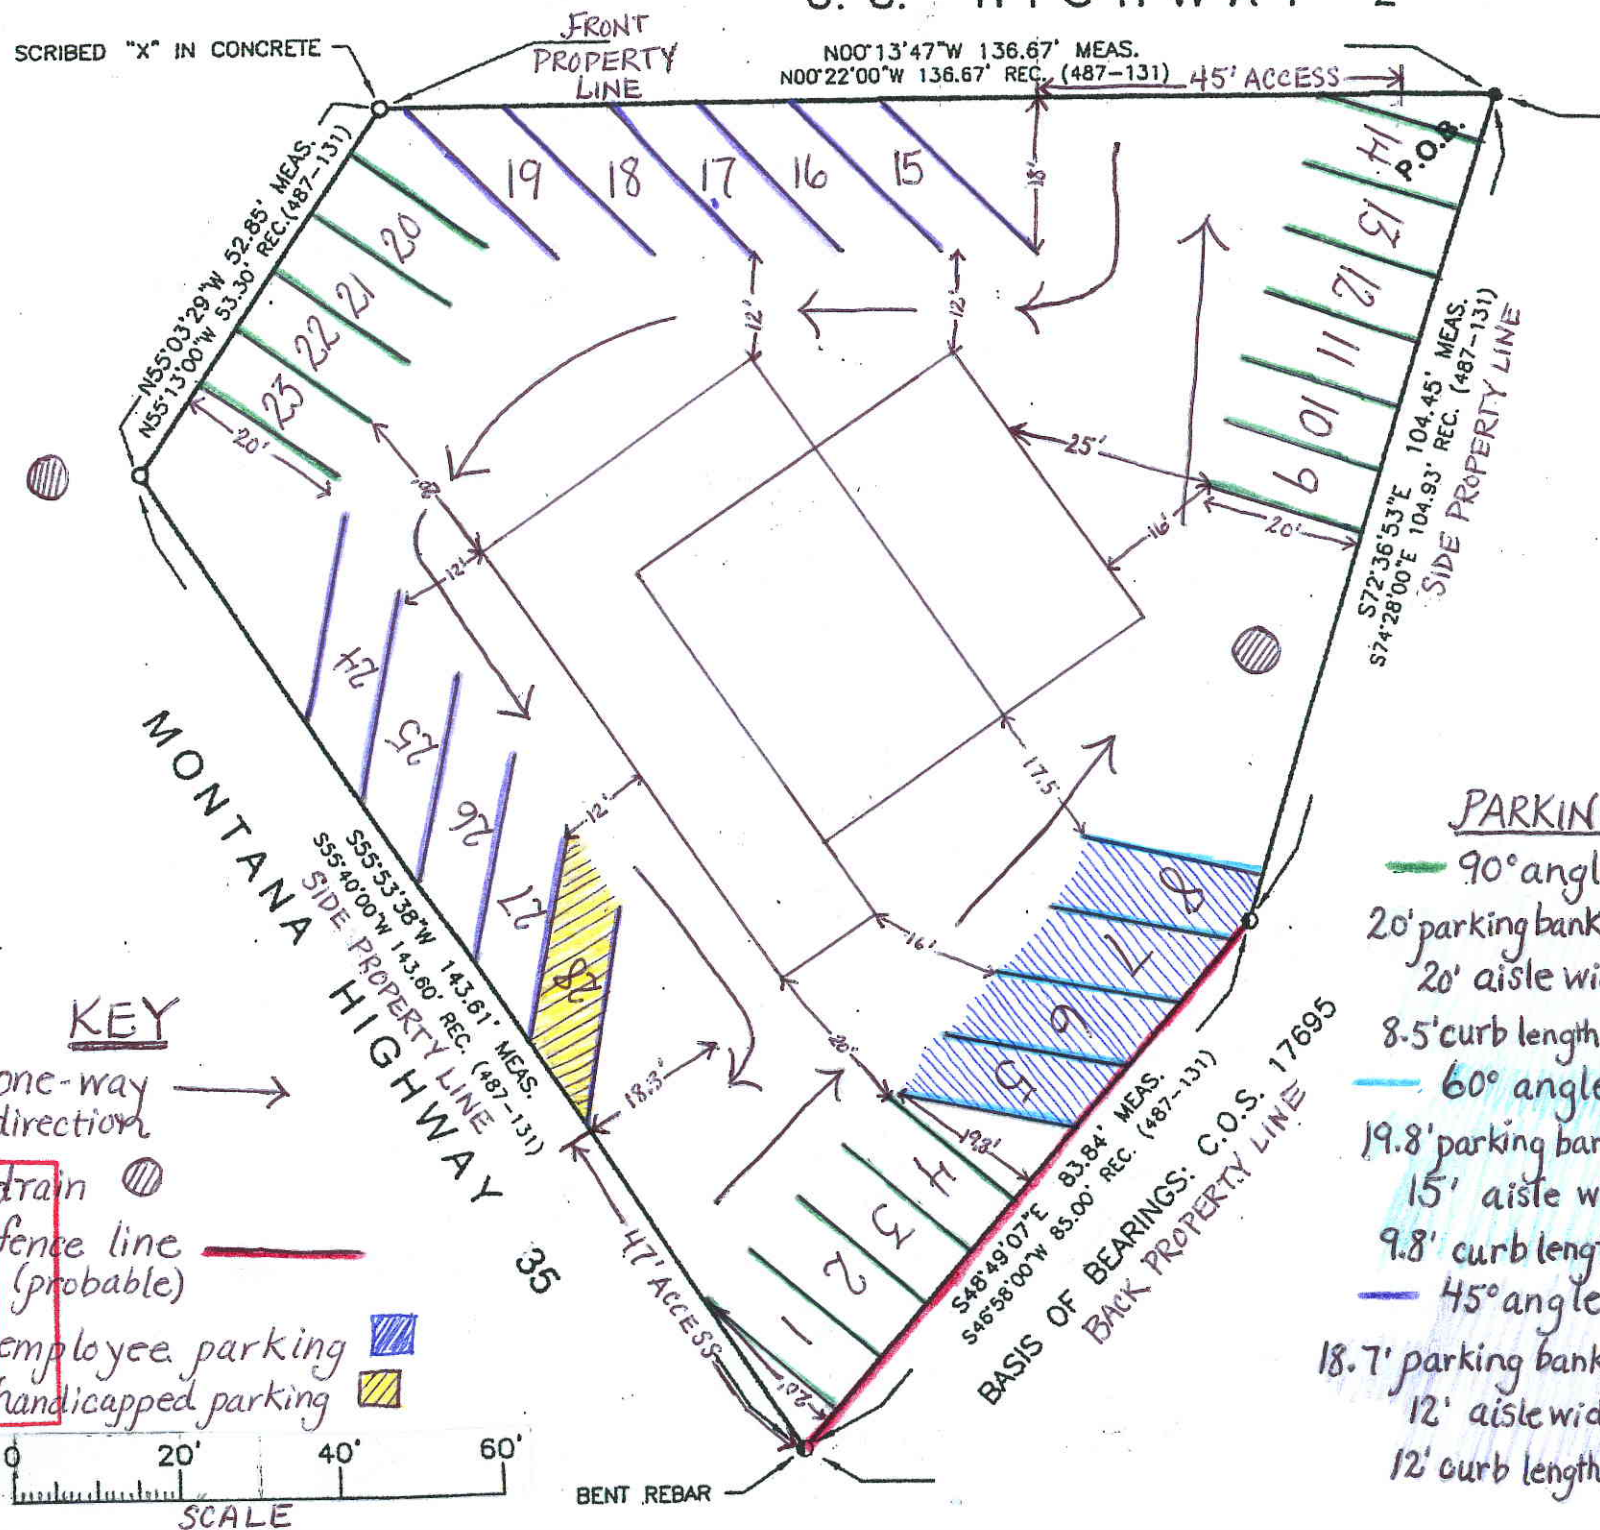 U. S. HIGHWAY 2
SCRIBED "X" IN CONCRETE
FRONT
PROPERTY
LINE
N00°13'47"W 136.67' MEAS.
N00°22'00"W 136.67' REC. (487-131)
45' ACCESS
P.O.B.
N55°03'29"W 52.85' MEAS.
N55°13'00"W 53.30' REC.(487-131)
19
18
17
16
15
18'
14
13
12
11
10
9
20
21
22
23
20'
12'
12'
25'
16'
20'
20'
12'
S72°36'53"E 104.45' MEAS.
S74°28'00"E 104.93' REC. (487-131)
SIDE PROPERTY LINE
24
25
26
27
28
12'
17.5'
16'
20'
18.3'
8
7
6
5
19.8'
4
3
2
1
20'
MONTANA HIGHWAY 35
S55°53'38"W 143.61' MEAS.
S55°40'00"W 143.60' REC. (487-131)
SIDE PROPERTY LINE
47' ACCESS
S48°49'07"E 83.84' MEAS.
S46°58'00"W 85.00' REC. (487-131)
BASIS OF BEARINGS: C.O.S. 17695
BACK PROPERTY LINE
BENT REBAR
KEY
one-way
direction
drain
fence line
(probable)
employee parking
handicapped parking
0 20' 40' 60'
SCALE
PARKIN
90° angl
20' parking bank
20' aisle wi
8.5' curb length
60° angle
19.8' parking ban
15' aisle w
9.8' curb leng
45° angle
18.7' parking bank
12' aisle wid
12' curb length